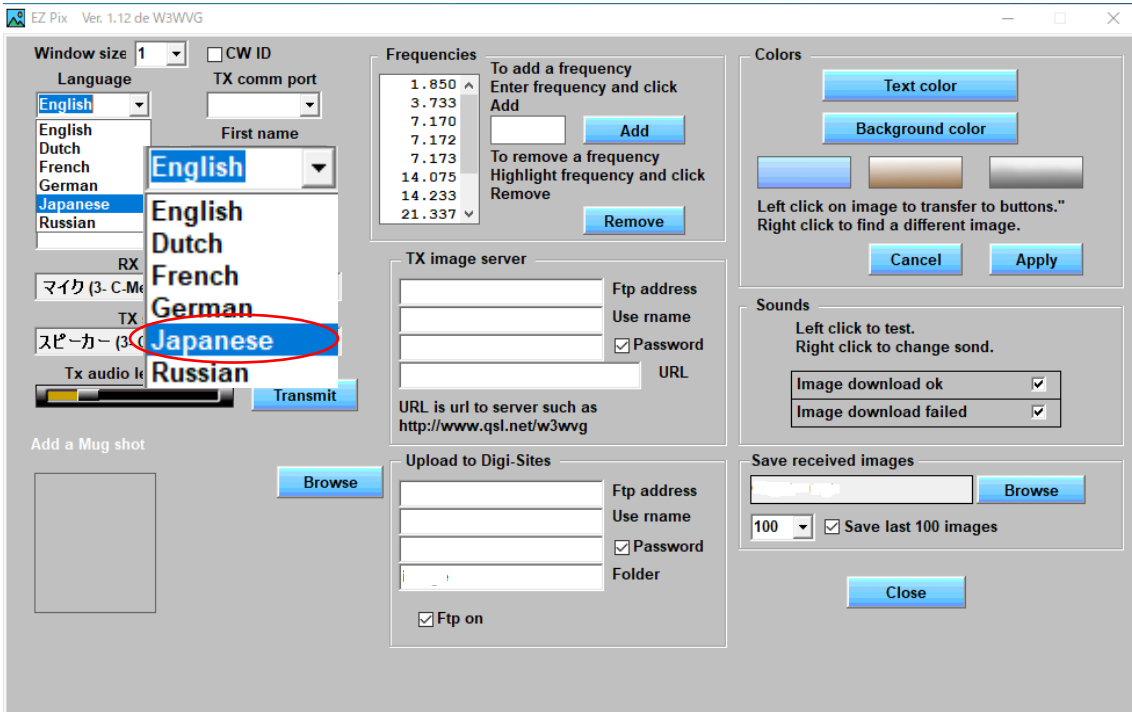 EZ Pix Ver. 1.12 de W3WVG
Window size 1
CW ID
Language
TX comm port
English
English
Dutch
French
German
Japanese
Russian
First name
English
English
Dutch
French
German
Japanese
Russian
RX
マイク (3- C-Me
TX
スピーカー (3-
Tx audio le
Transmit
Add a Mug shot
Browse
Frequencies
1.850
3.733
7.170
7.172
7.173
14.075
14.233
21.337
To add a frequency
Enter frequency and click
Add
Add
To remove a frequency
Highlight frequency and click
Remove
Remove
TX image server
Ftp address
Use rname
Password
URL
URL is url to server such as
http://www.qsl.net/w3wvg
Upload to Digi-Sites
Ftp address
Use rname
Password
Folder
Ftp on
Colors
Text color
Background color
Left click on image to transfer to buttons."
Right click to find a different image.
Cancel
Apply
Sounds
Left click to test.
Right click to change sond.
Image download ok
Image download failed
Save received images
Browse
100
Save last 100 images
Close